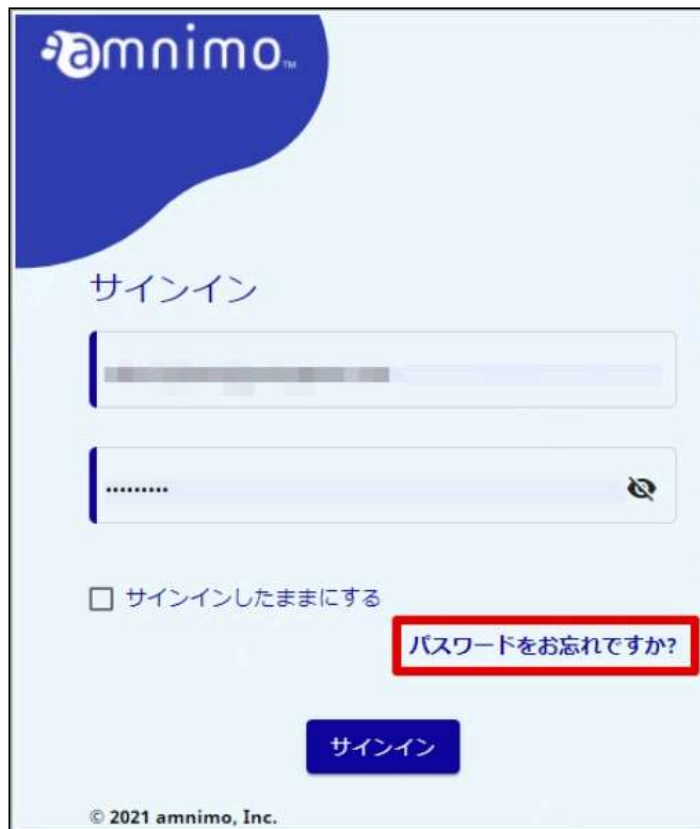 amnimo™
サインイン
.........
サインインしたままにする
パスワードをお忘れですか?
サインイン
© 2021 amnimo, Inc.